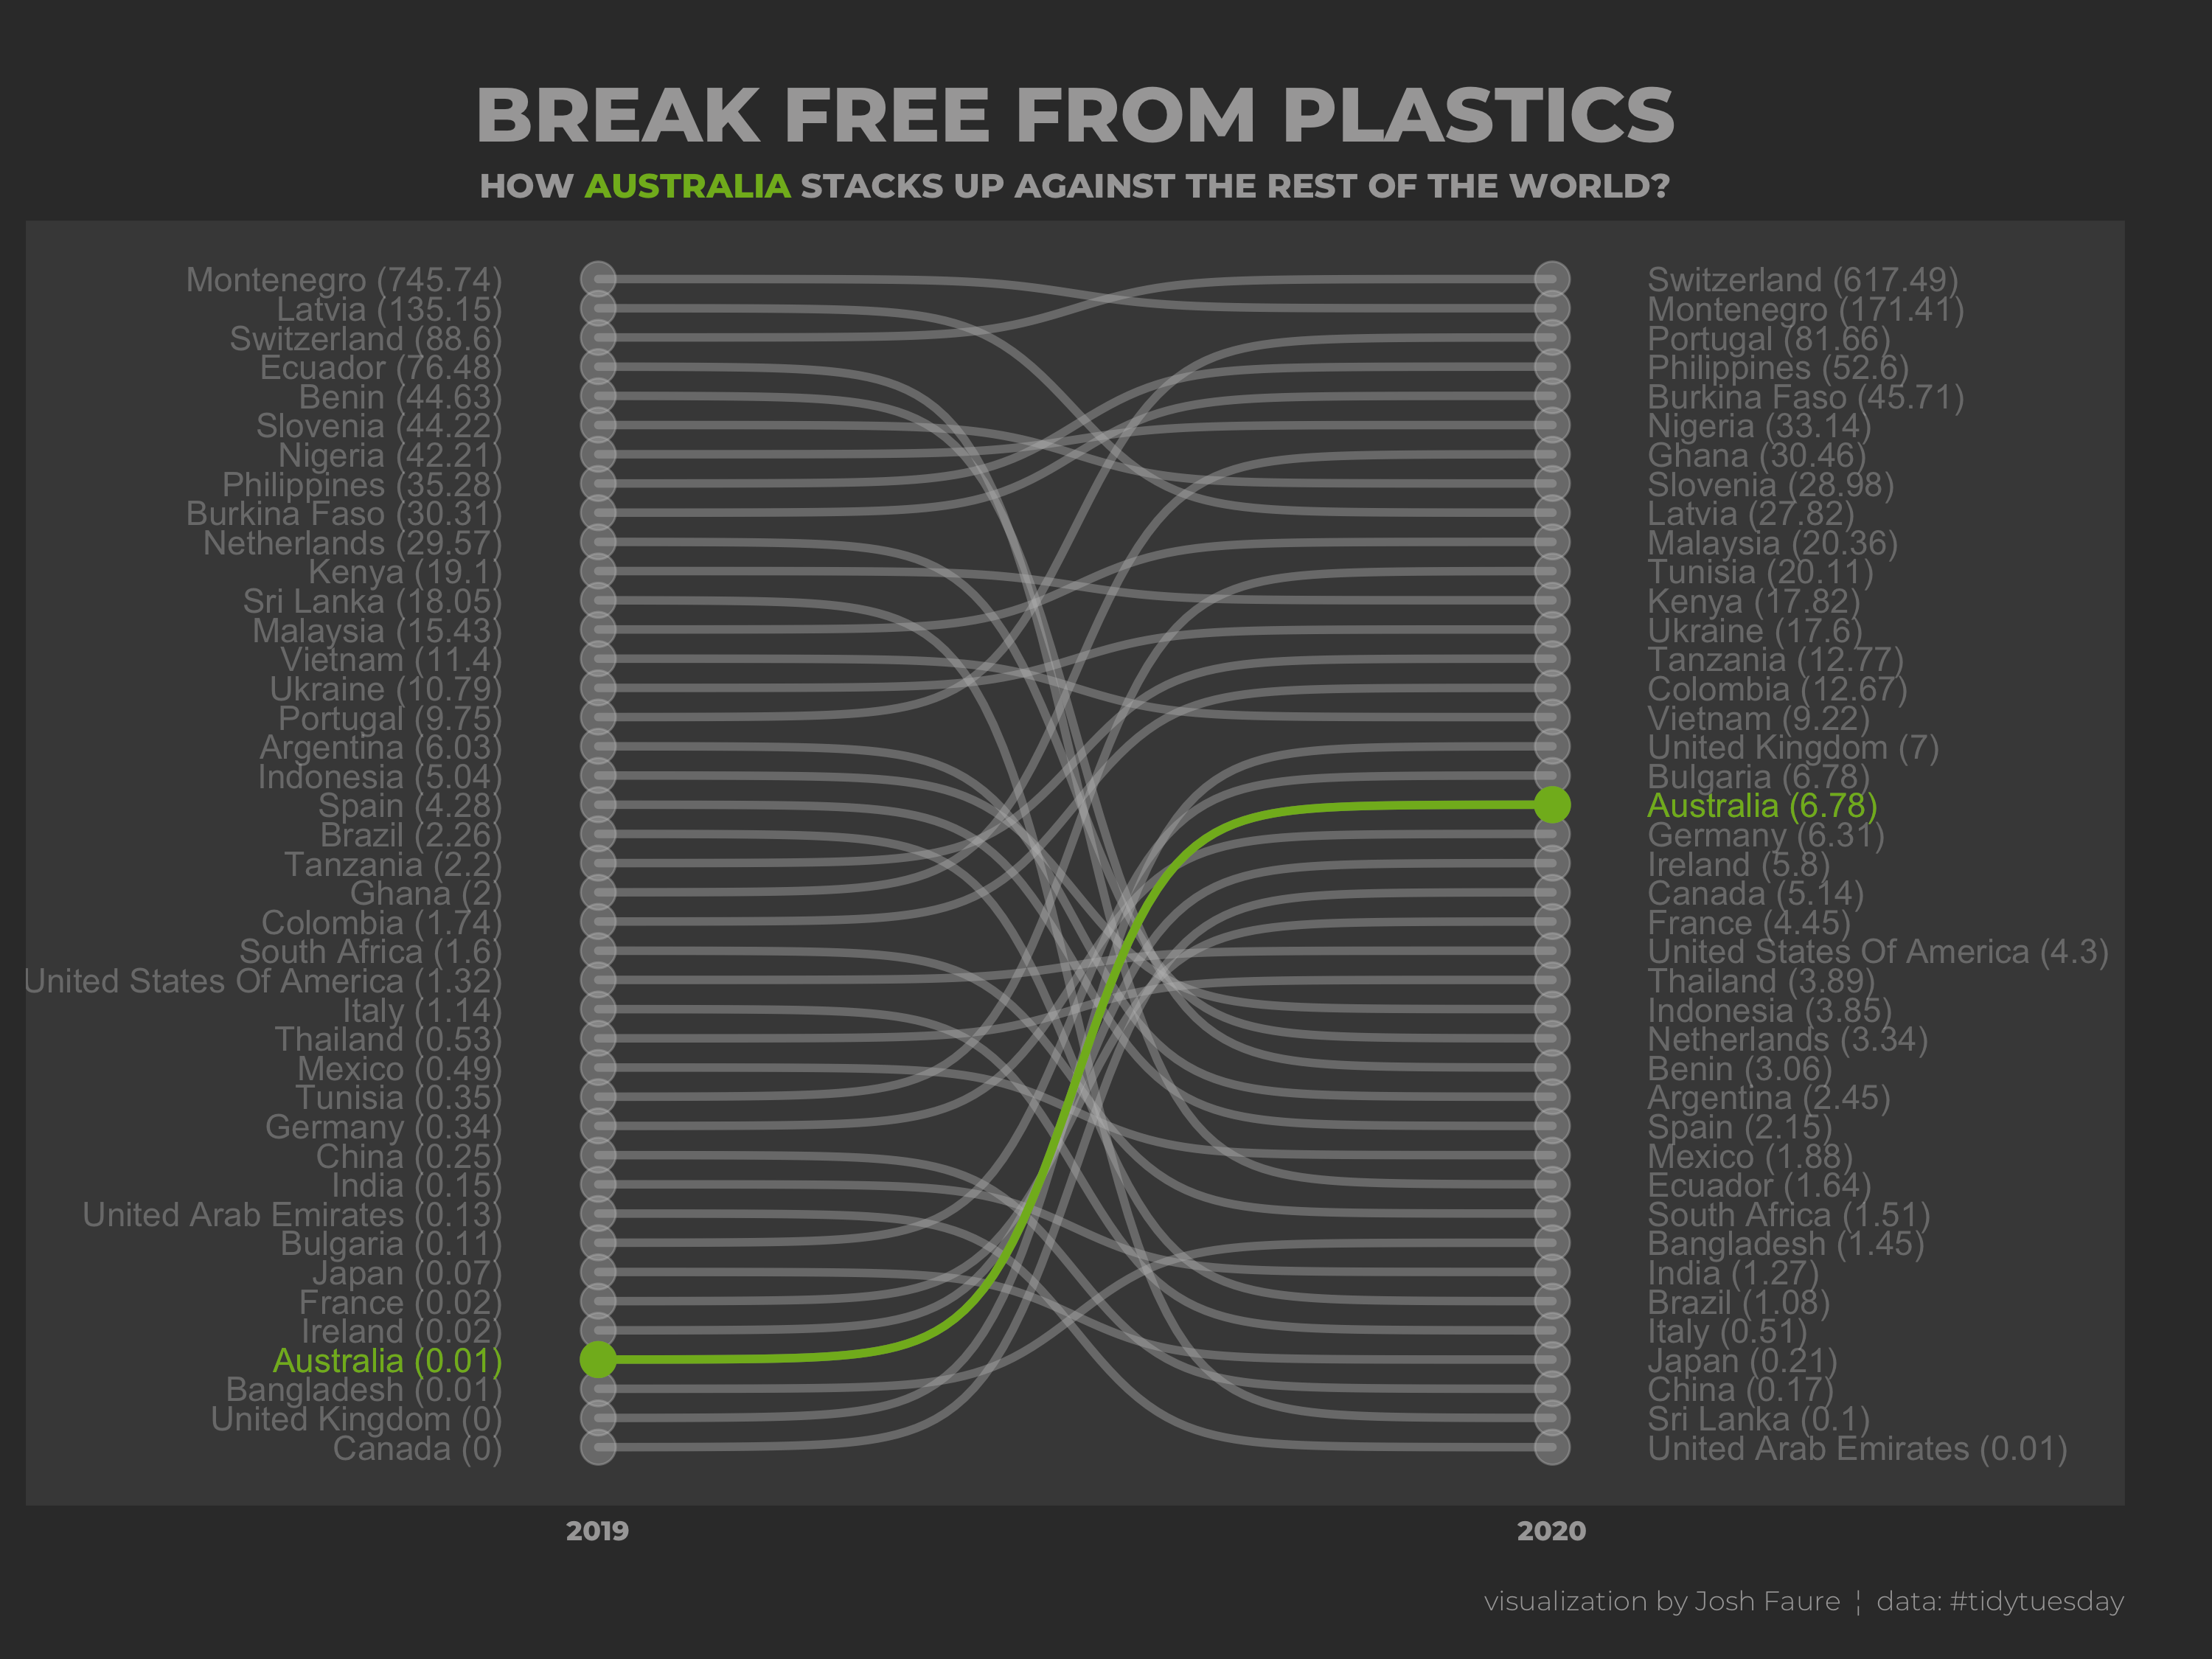 BREAK FREE FROM PLASTICS
HOW AUSTRALIA STACKS UP AGAINST THE REST OF THE WORLD?
Montenegro (745.74)
Latvia (135.15)
Switzerland (88.6)
Ecuador (76.48)
Benin (44.63)
Slovenia (44.22)
Nigeria (42.21)
Philippines (35.28)
Burkina Faso (30.31)
Netherlands (29.57)
Kenya (19.1)
Sri Lanka (18.05)
Malaysia (15.43)
Vietnam (11.4)
Ukraine (10.79)
Portugal (9.75)
Argentina (6.03)
Indonesia (5.04)
Spain (4.28)
Brazil (2.26)
Tanzania (2.2)
Ghana (2)
Colombia (1.74)
South Africa (1.6)
United States Of America (1.32)
Italy (1.14)
Thailand (0.53)
Mexico (0.49)
Tunisia (0.35)
Germany (0.34)
China (0.25)
India (0.15)
United Arab Emirates (0.13)
Bulgaria (0.11)
Japan (0.07)
France (0.02)
Ireland (0.02)
Australia (0.01)
Bangladesh (0.01)
United Kingdom (0)
Canada (0)
Switzerland (617.49)
Montenegro (171.41)
Portugal (81.66)
Philippines (52.6)
Burkina Faso (45.71)
Nigeria (33.14)
Ghana (30.46)
Slovenia (28.98)
Latvia (27.82)
Malaysia (20.36)
Tunisia (20.11)
Kenya (17.82)
Ukraine (17.6)
Tanzania (12.77)
Colombia (12.67)
Vietnam (9.22)
United Kingdom (7)
Bulgaria (6.78)
Australia (6.78)
Germany (6.31)
Ireland (5.8)
Canada (5.14)
France (4.45)
United States Of America (4.3)
Thailand (3.89)
Indonesia (3.85)
Netherlands (3.34)
Benin (3.06)
Argentina (2.45)
Spain (2.15)
Mexico (1.88)
Ecuador (1.64)
South Africa (1.51)
Bangladesh (1.45)
India (1.27)
Brazil (1.08)
Italy (0.51)
Japan (0.21)
China (0.17)
Sri Lanka (0.1)
United Arab Emirates (0.01)
2019
2020
visualization by Josh Faure ¦ data: #tidytuesday